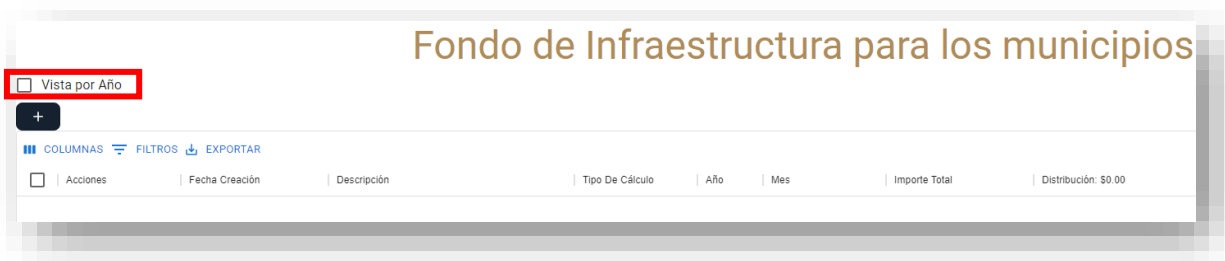 Fondo de Infraestructura para los municipios
Vista por Año
+
COLUMNAS FILTROS EXPORTAR
Acciones Fecha Creación Descripción Tipo De Cálculo Año Mes Importe Total Distribución: $0.00